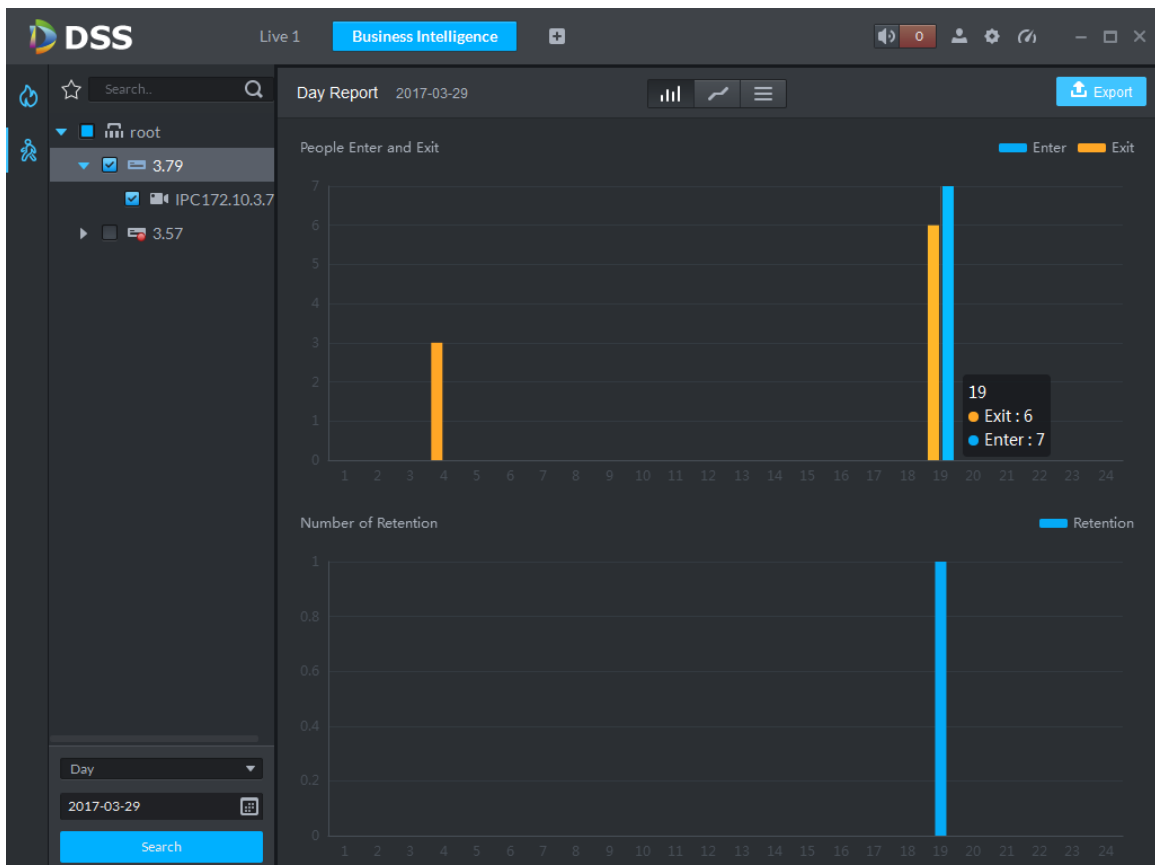 DSS
Live 1
Business Intelligence
0
Search..
root
3.79
IPC172.10.3.7
3.57
Day
2017-03-29
Search
Day Report 2017-03-29
Export
People Enter and Exit
Enter Exit
7
6
5
4
3
2
1
0
1 2 3 4 5 6 7 8 9 10 11 12 13 14 15 16 17 18 19 20 21 22 23 24
19
Exit : 6
Enter : 7
Number of Retention
Retention
1
0.8
0.6
0.4
0.2
0
1 2 3 4 5 6 7 8 9 10 11 12 13 14 15 16 17 18 19 20 21 22 23 24